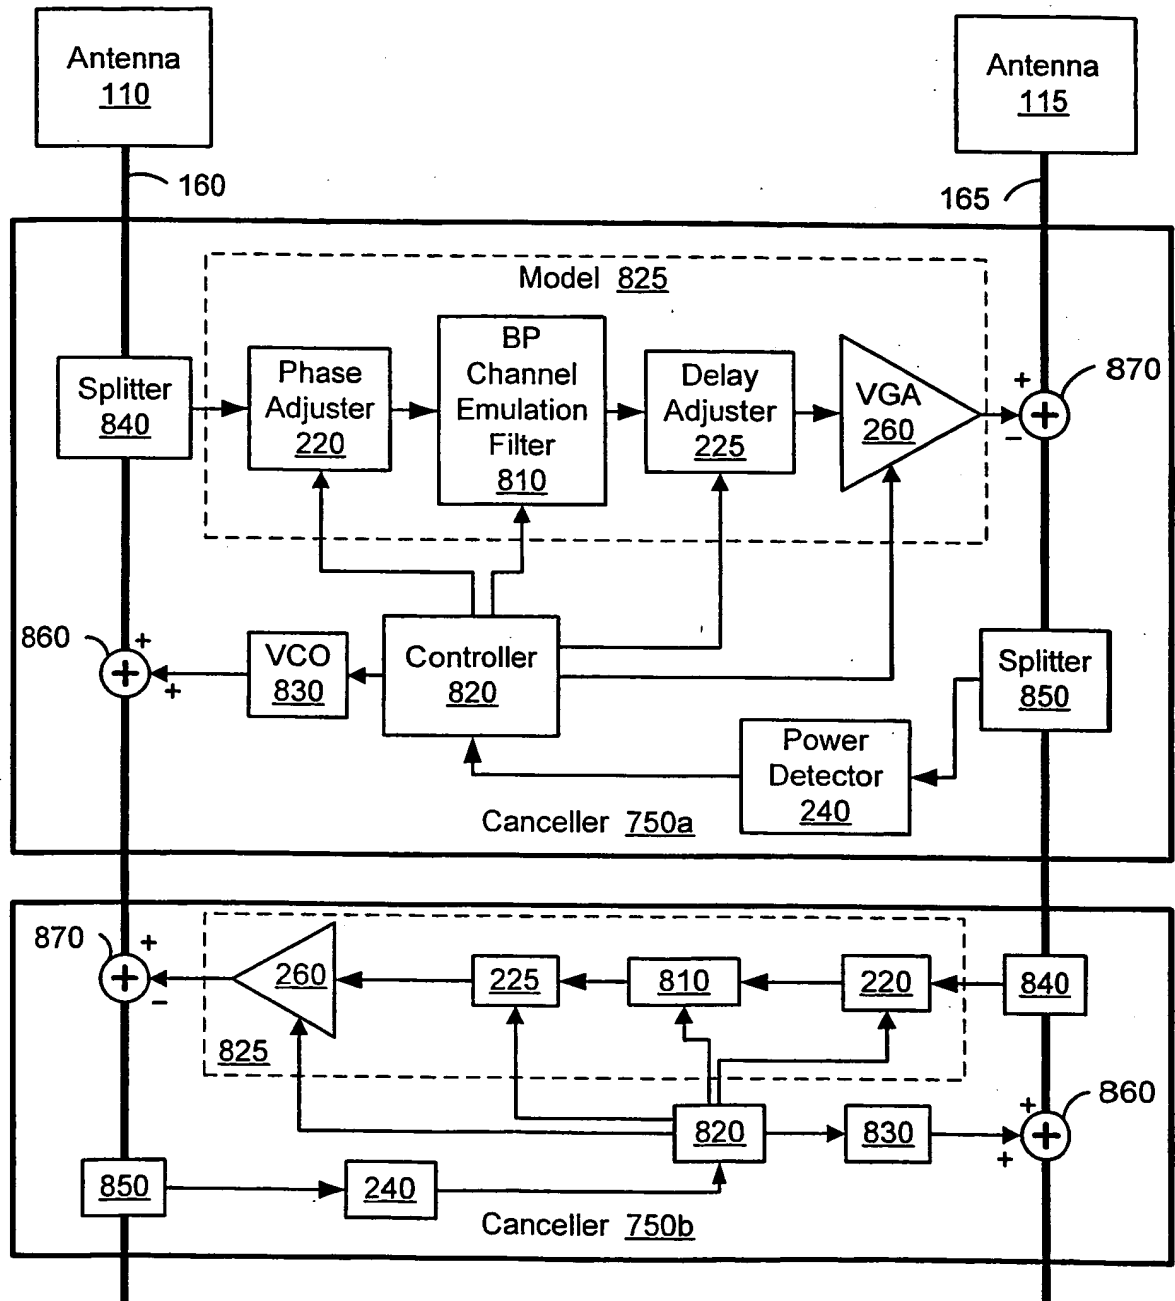 Antenna
110
Antenna
115
160
165
Model 825
Splitter
840
Phase
Adjuster
220
BP
Channel
Emulation
Filter
810
Delay
Adjuster
225
VGA
260
+
870
+
−
860
+
+
+
VCO
830
Controller
820
Splitter
850
Power
Detector
240
Canceller 750a
870
+
+
−
260
225
810
220
840
825
860
+
+
+
820
830
850
240
Canceller 750b